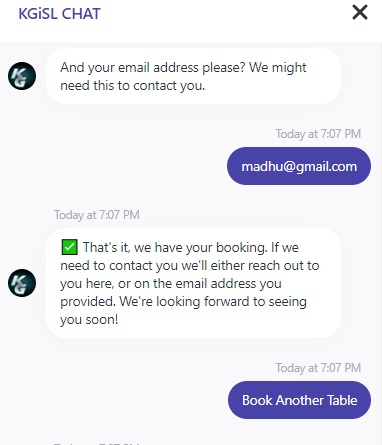 KGiSL CHAT
And your email address please? We might
need this to contact you.
Today at 7:07 PM
madhu@gmail.com
Today at 7:07 PM
✅ That's it, we have your booking. If we
need to contact you we'll either reach out to
you here, or on the email address you
provided. We're looking forward to seeing
you soon!
Today at 7:07 PM
Book Another Table